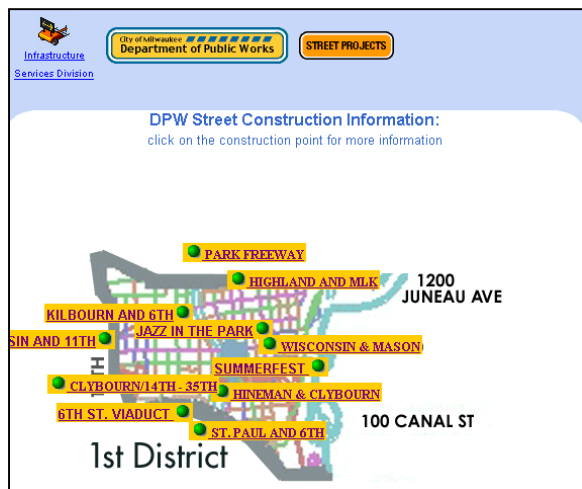 Infrastructure
Services Division
City of Milwaukee
Department of Public Works
STREET PROJECTS
DPW Street Construction Information:
click on the construction point for more information
PARK FREEWAY
HIGHLAND AND MLK
1200
JUNEAU AVE
KILBOURN AND 6TH
JAZZ IN THE PARK
SIN AND 11TH
WISCONSIN & MASON
SUMMERFEST
CLYBOURN/14TH - 35TH
HINEMAN & CLYBOURN
6TH ST. VIADUCT
100 CANAL ST
ST. PAUL AND 6TH
1st District